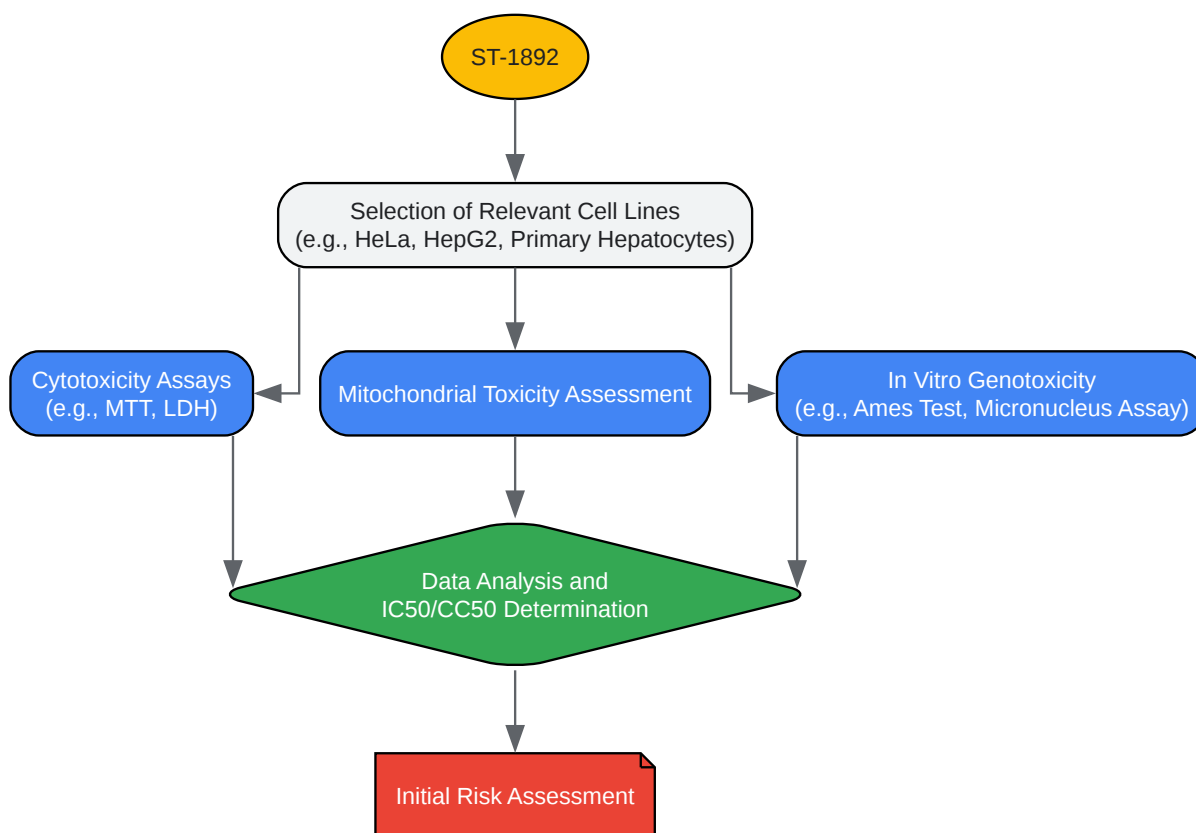 ST-1892
Selection of Relevant Cell Lines
(e.g., HeLa, HepG2, Primary Hepatocytes)
Cytotoxicity Assays
(e.g., MTT, LDH)
Mitochondrial Toxicity Assessment
In Vitro Genotoxicity
(e.g., Ames Test, Micronucleus Assay)
Data Analysis and
IC50/CC50 Determination
Initial Risk Assessment